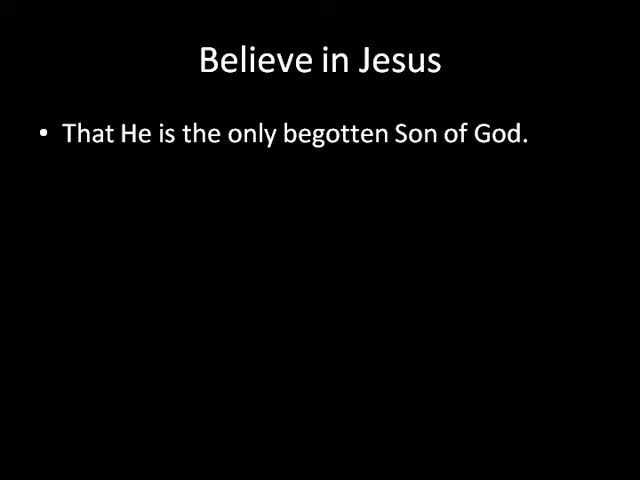 Believe in Jesus
• That He is the only begotten Son of God.